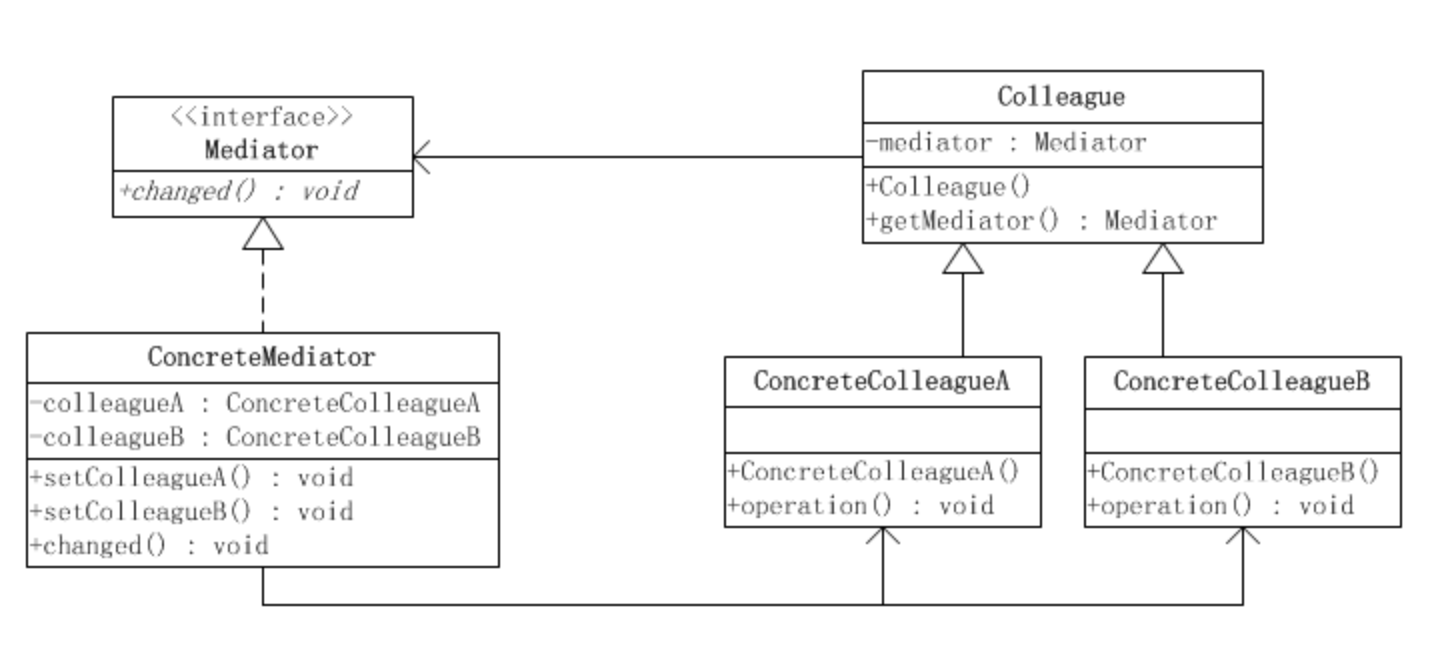 <<interface>>
Mediator
+changed() : void
Colleague
-mediator : Mediator
+Colleague()
+getMediator() : Mediator
ConcreteMediator
-colleagueA : ConcreteColleagueA
-colleagueB : ConcreteColleagueB
+setColleagueA() : void
+setColleagueB() : void
+changed() : void
ConcreteColleagueA
+ConcreteColleagueA()
+operation() : void
ConcreteColleagueB
+ConcreteColleagueB()
+operation() : void